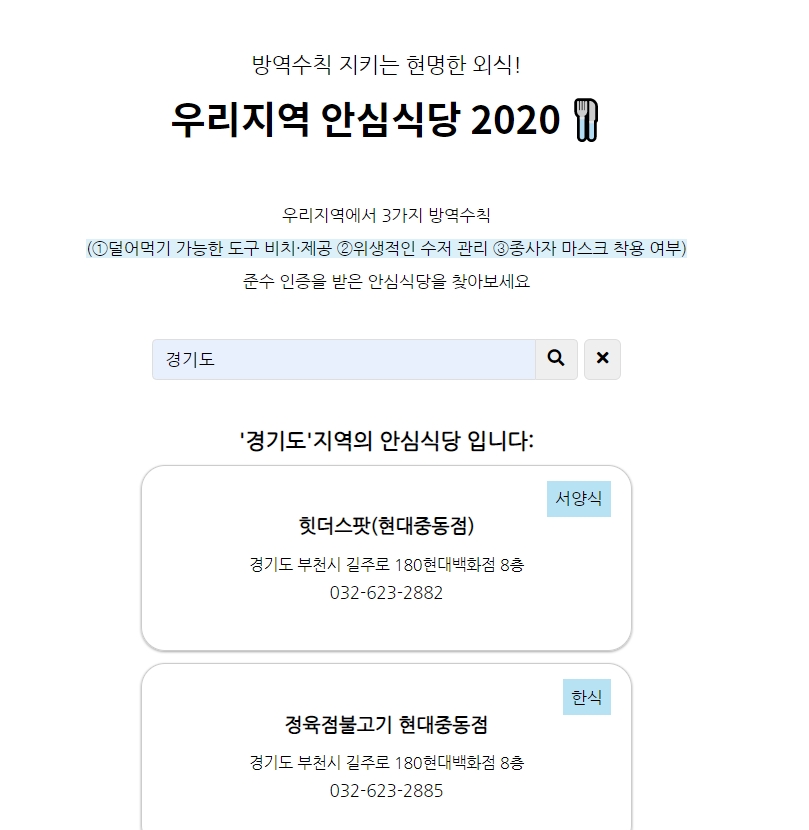 방역수칙 지키는 현명한 외식!
우리지역 안심식당 2020
우리지역에서 3가지 방역수칙
(①덜어먹기 가능한 도구 비치·제공 ②위생적인 수저 관리 ③종사자 마스크 착용 여부)
준수 인증을 받은 안심식당을 찾아보세요
경기도
'경기도'지역의 안심식당 입니다:
서양식
힛더스팟(현대중동점)
경기도 부천시 길주로 180현대백화점 8층
032-623-2882
한식
정육점불고기 현대중동점
경기도 부천시 길주로 180현대백화점 8층
032-623-2885